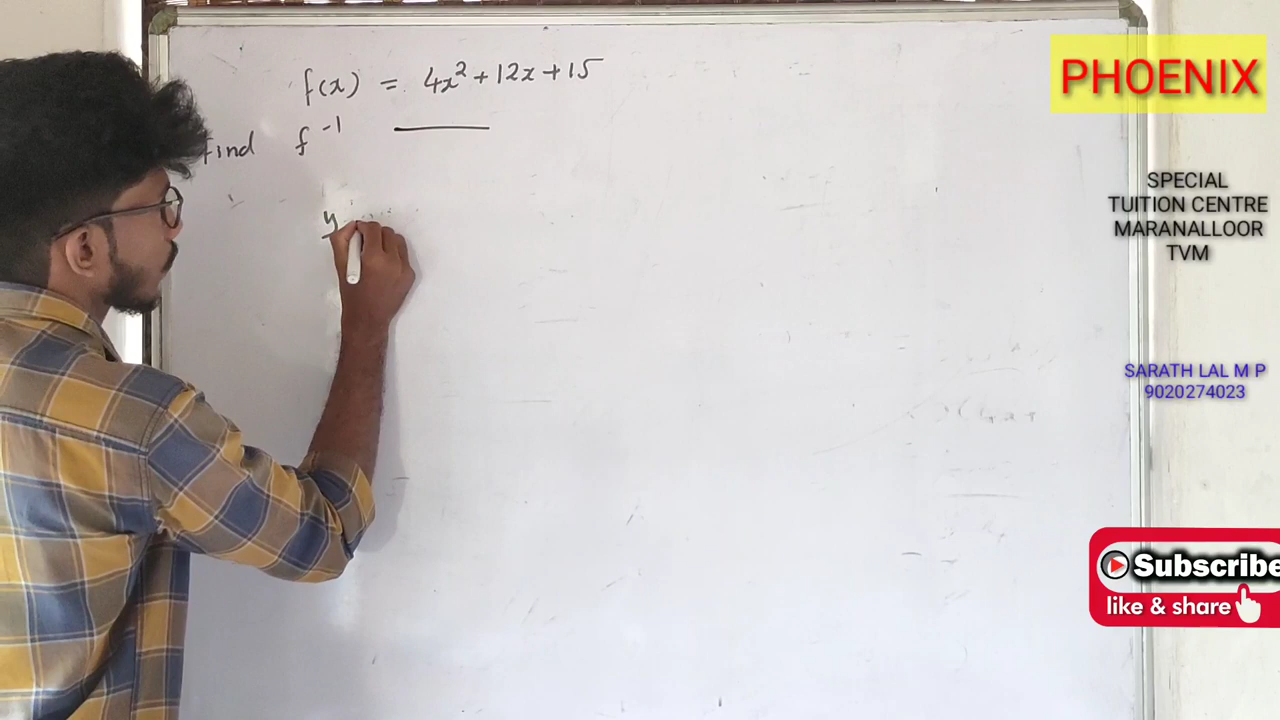 f(x) = 4x² + 12x + 15
find f⁻¹
y
PHOENIX
SPECIAL
TUITION CENTRE
MARANALLOOR
TVM
SARATH LAL M P
9020274023
Subscribe
like & share